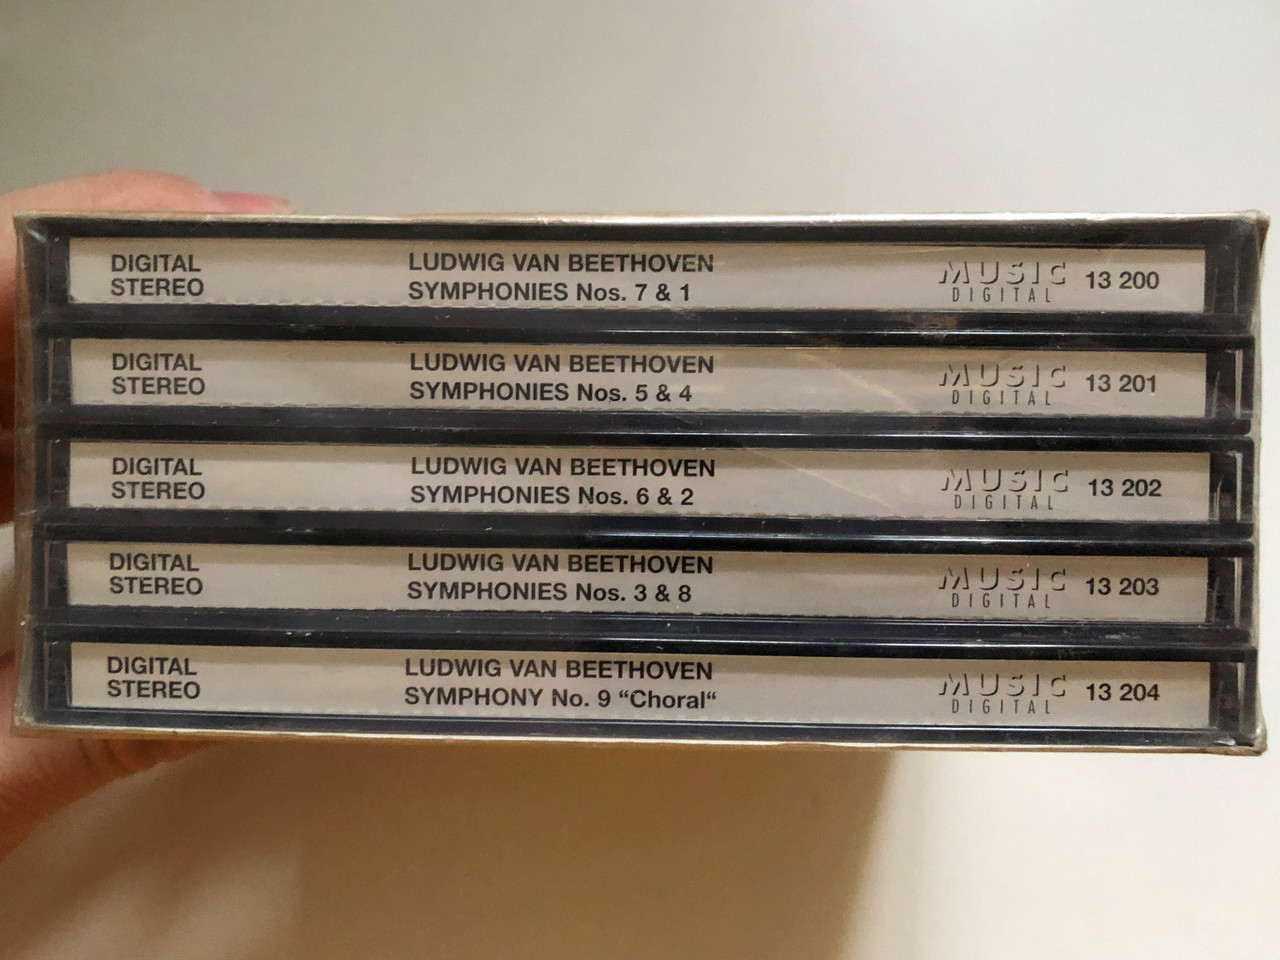 DIGITAL
STEREO
LUDWIG VAN BEETHOVEN
SYMPHONIES Nos. 7 & 1
MUSIC
DIGITAL
13 200
DIGITAL
STEREO
LUDWIG VAN BEETHOVEN
SYMPHONIES Nos. 5 & 4
MUSIC
DIGITAL
13 201
DIGITAL
STEREO
LUDWIG VAN BEETHOVEN
SYMPHONIES Nos. 6 & 2
MUSIC
DIGITAL
13 202
DIGITAL
STEREO
LUDWIG VAN BEETHOVEN
SYMPHONIES Nos. 3 & 8
MUSIC
DIGITAL
13 203
DIGITAL
STEREO
LUDWIG VAN BEETHOVEN
SYMPHONY No. 9 “Choral“
MUSIC
DIGITAL
13 204